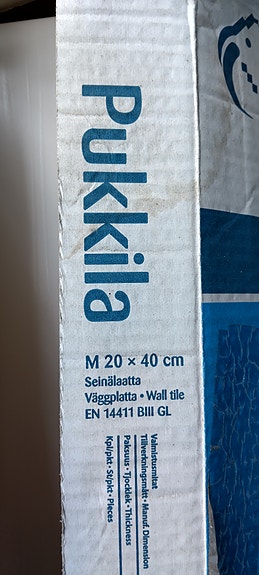 Pukkila
M 20 × 40 cm
Seinälaatta
Väggplatta • Wall tile
EN 14411 BIII GL
Valmistusmitat
Tillverkningsmått • Manuf. Dimension
Paksuus • Tjocklek • Thickness
Kpl/pkt • St/pkt • Pieces